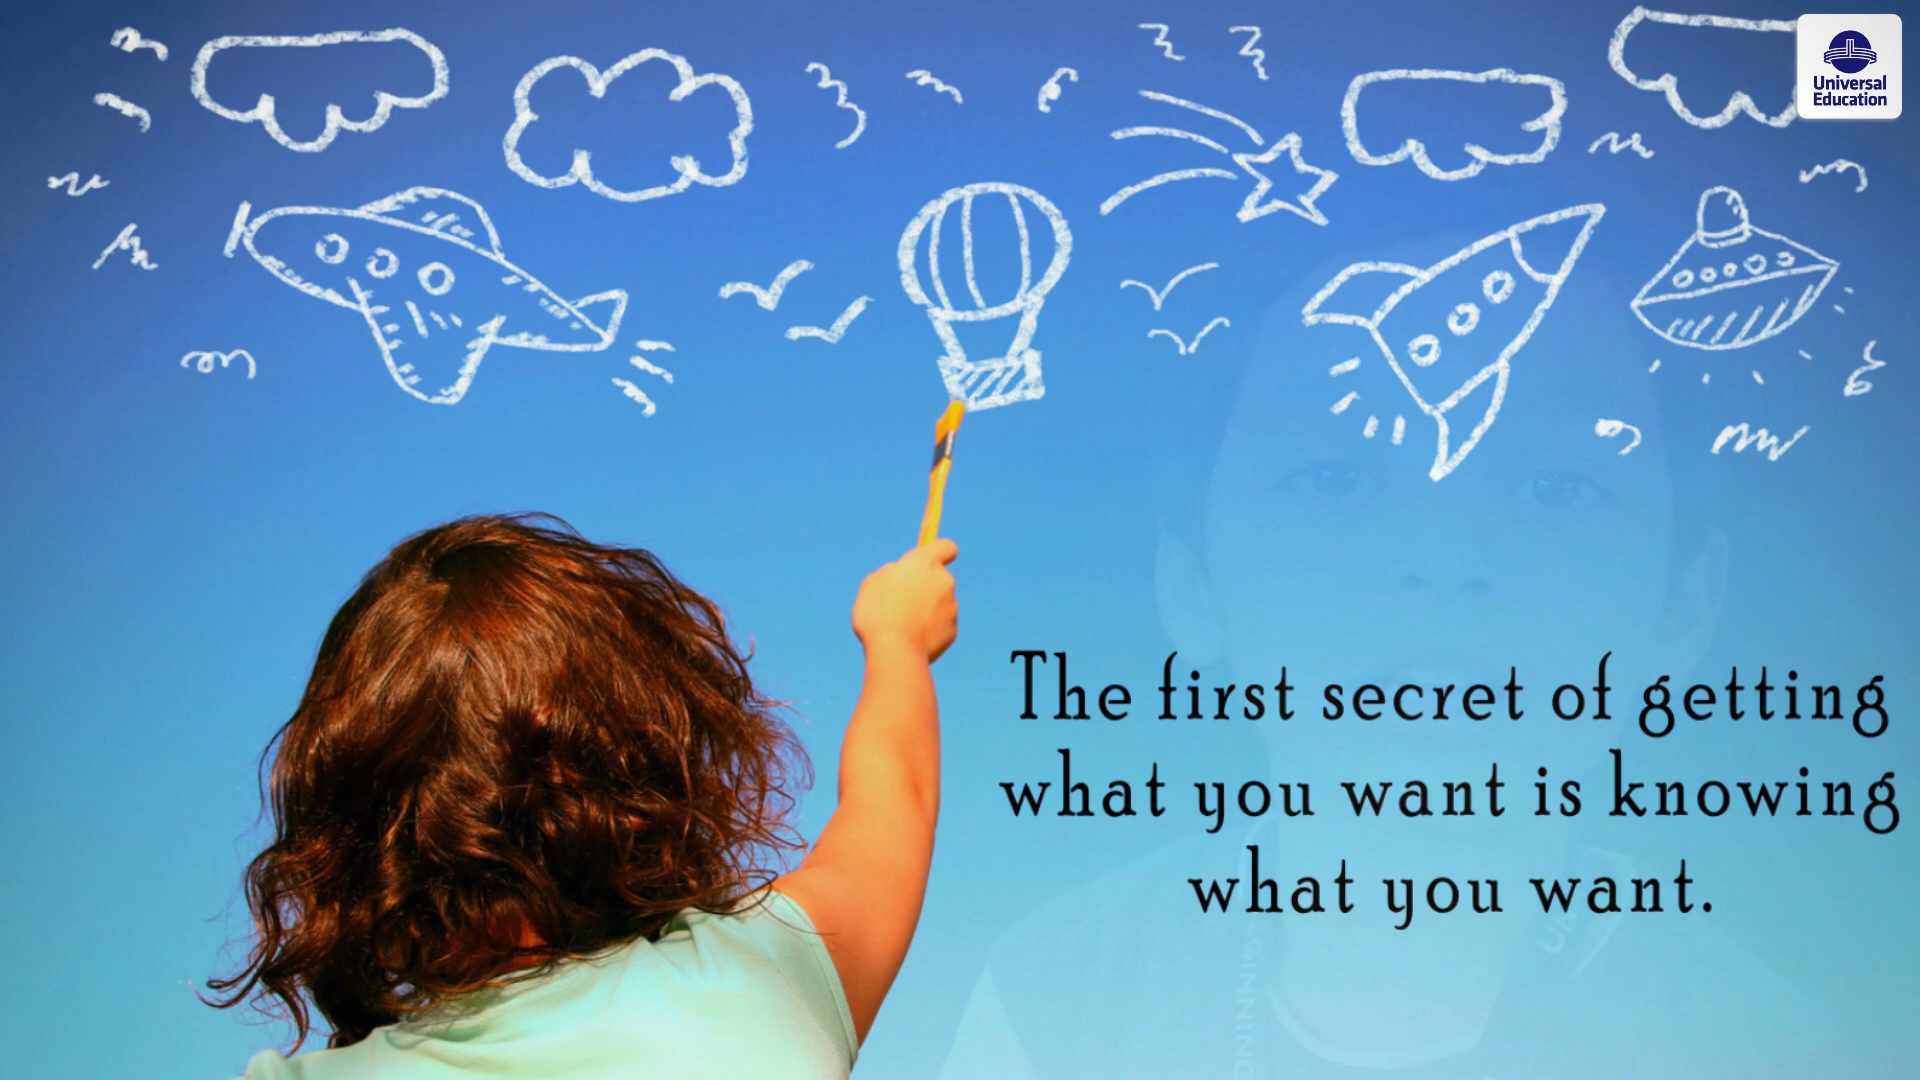 Universal
Education
The first secret of getting
what you want is knowing
what you want.